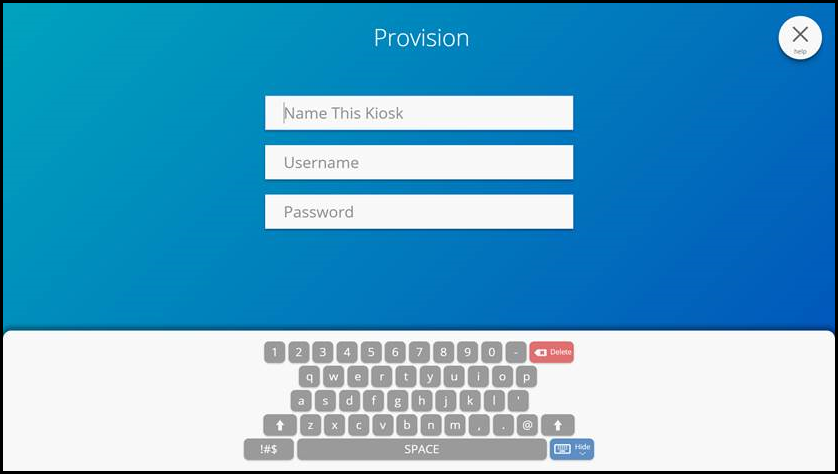 Provision
help
Name This Kiosk
Username
Password
1 2 3 4 5 6 7 8 9 0 - Delete
q w e r t y u i o p
a s d f g h j k l '
z x c v b n m , . @
!#$ SPACE Hide